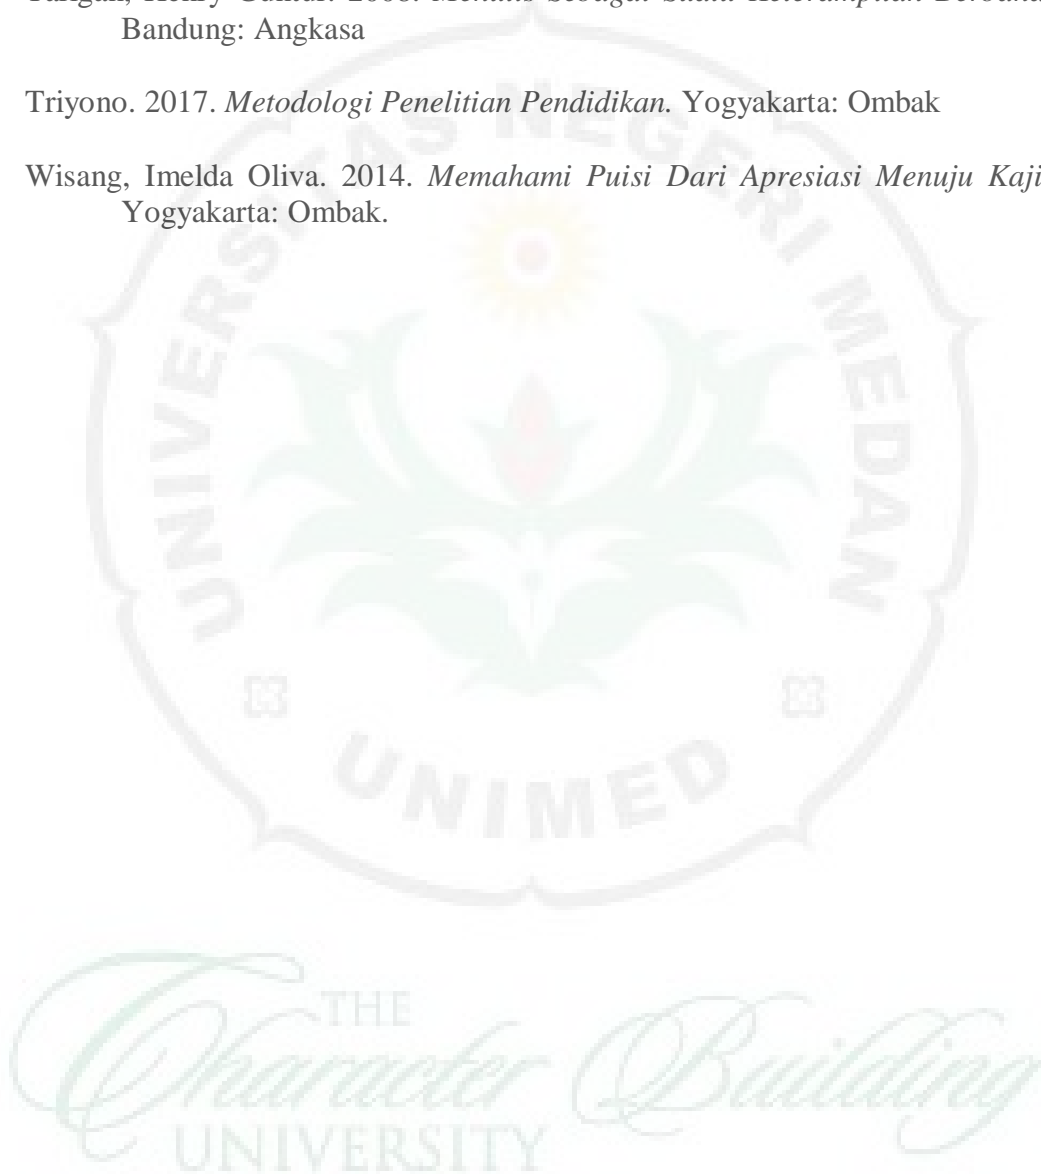 Tarigan, Henry Guntur. 2008. Menulis Sebagai Suatu Keterampilan
Bandung: Angkasa
Triyono. 2017. Metodologi Penelitian Pendidikan. Yogyakarta: Ombak
Wisang, Imelda Oliva. 2014. Memahami Puisi Dari Apresiasi Menuju Kaji
Yogyakarta: Ombak.
UNIVERSITAS NEGERI MEDAN
UNIMED
THE
Character Building
UNIVERSITY